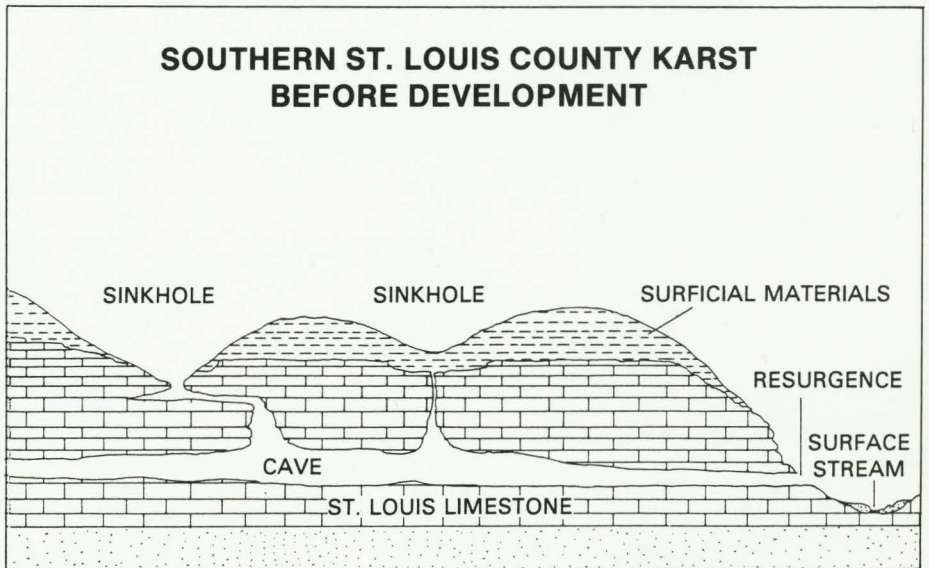 SOUTHERN ST. LOUIS COUNTY KARST
BEFORE DEVELOPMENT
SINKHOLE
SINKHOLE
SURFICIAL MATERIALS
RESURGENCE
SURFACE
STREAM
CAVE
ST. LOUIS LIMESTONE